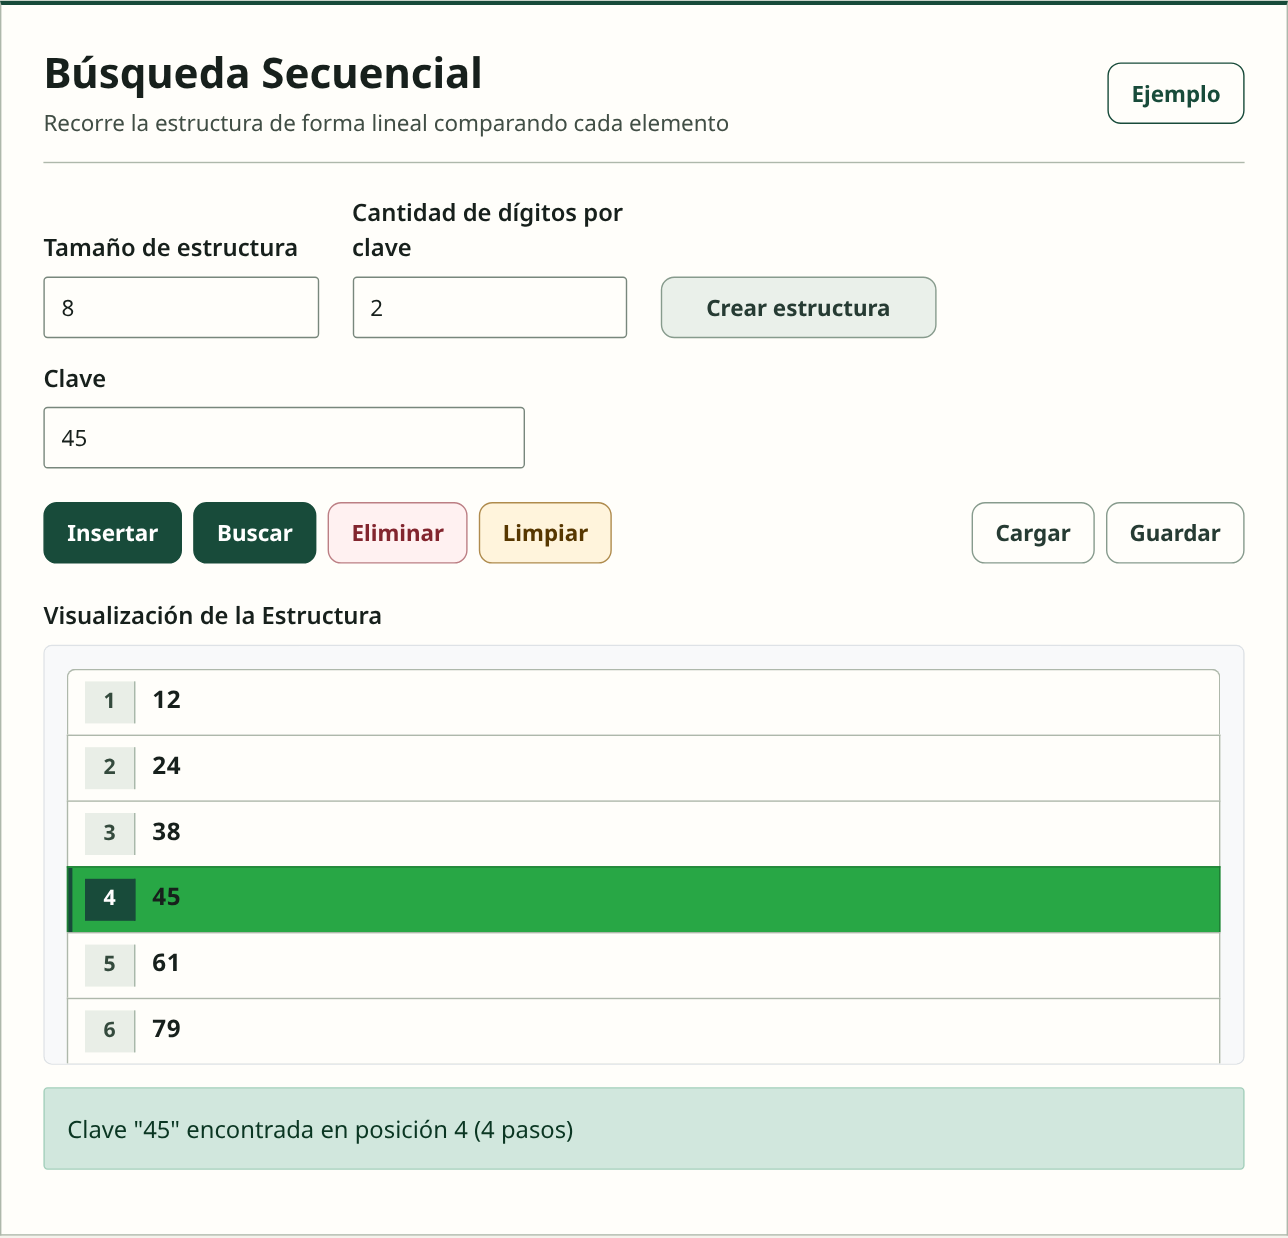 Búsqueda Secuencial
Recorre la estructura de forma lineal comparando cada elemento
Ejemplo
Tamaño de estructura
Cantidad de dígitos por
clave
8
2
Crear estructura
Clave
45
Insertar
Buscar
Eliminar
Limpiar
Cargar
Guardar
Visualización de la Estructura
1 12
2 24
3 38
4 45
5 61
6 79
Clave "45" encontrada en posición 4 (4 pasos)